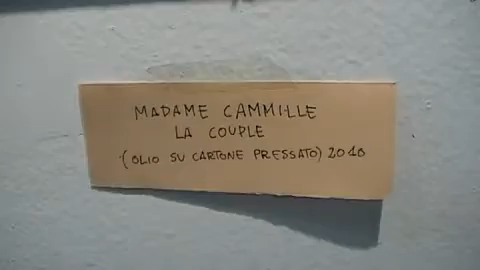 MADAME CAMMILLE
LA COUPLE
(OLIO SU CARTONE PRESSATO) 2010